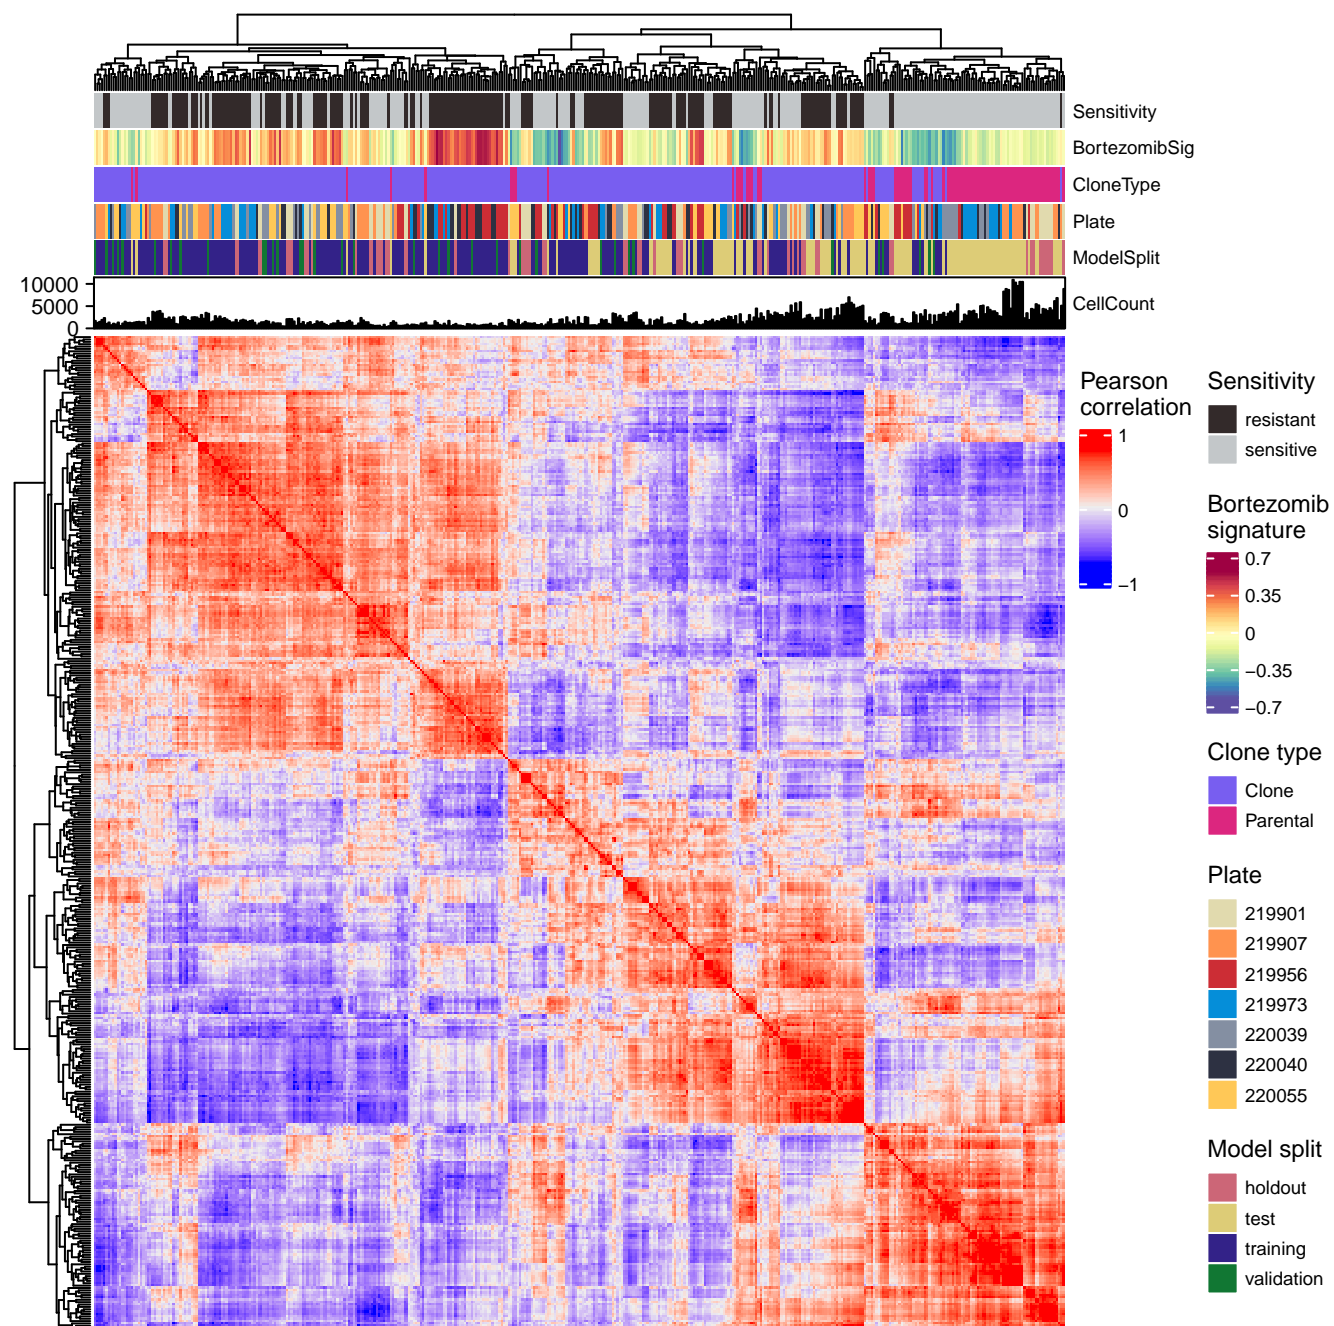 Sensitivity
BortezomibSig
CloneType
Plate
ModelSplit
10000
5000
0
CellCount
Pearson
correlation
1
0
−1
Sensitivity
resistant
sensitive
Bortezomib
signature
0.7
0.35
0
−0.35
−0.7
Clone type
Clone
Parental
Plate
219901
219907
219956
219973
220039
220040
220055
Model split
holdout
test
training
validation